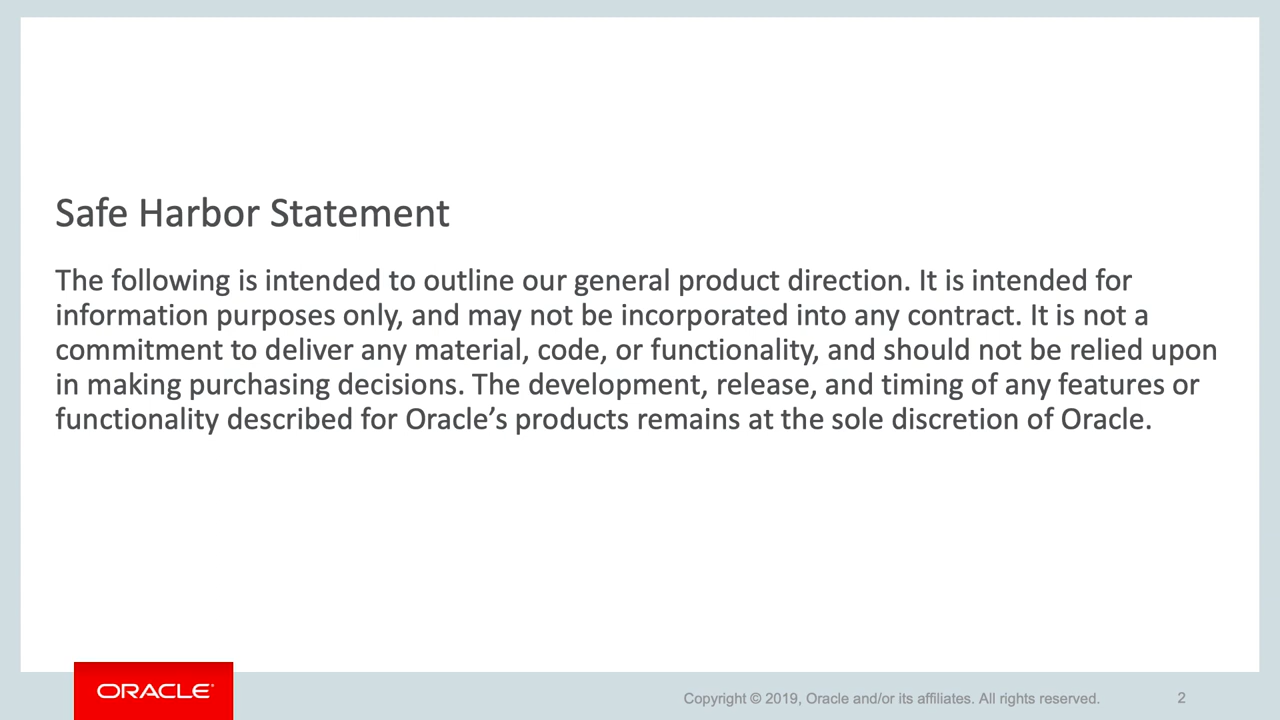 Safe Harbor Statement
The following is intended to outline our general product direction. It is intended for
information purposes only, and may not be incorporated into any contract. It is not a
commitment to deliver any material, code, or functionality, and should not be relied upon
in making purchasing decisions. The development, release, and timing of any features or
functionality described for Oracle’s products remains at the sole discretion of Oracle.
ORACLE®
Copyright © 2019, Oracle and/or its affiliates. All rights reserved.
2